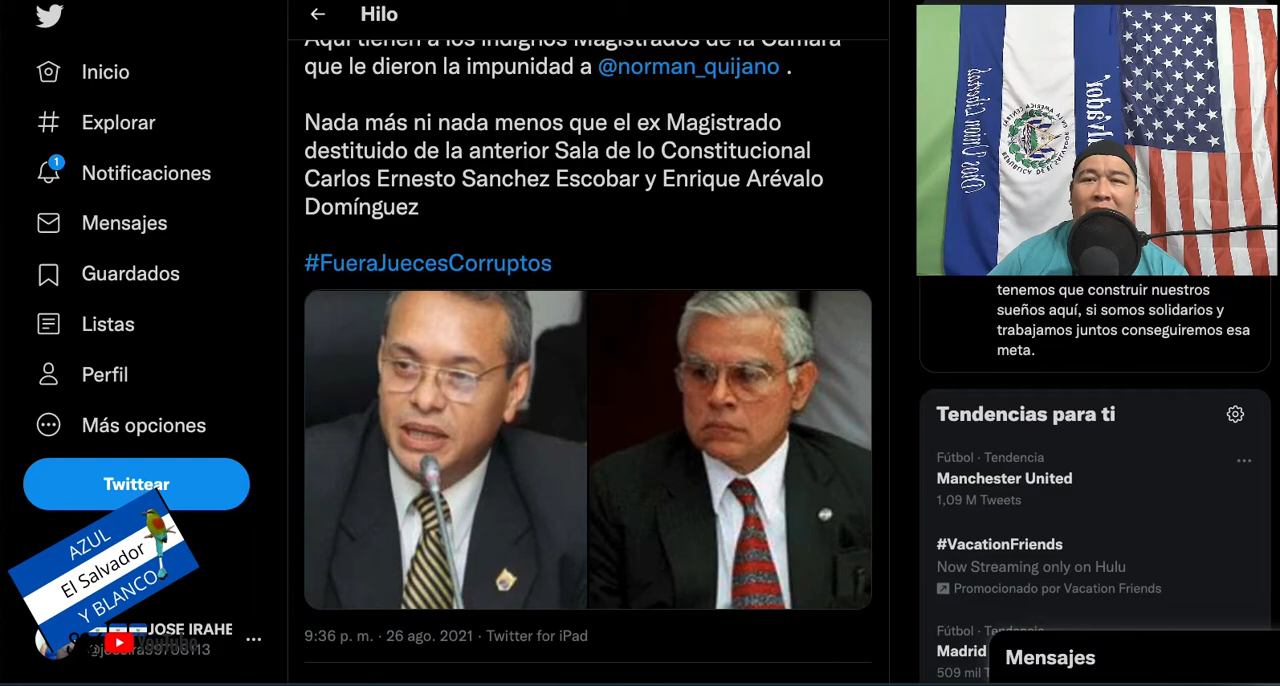 Inicio
Explorar
1
Notificaciones
Mensajes
Guardados
Listas
Perfil
Más opciones
Twittear
AZUL
El Salvador
Y BLANCO
JOSE IRAHE
Hilo
Aquí tienen a los indignos Magistrados de la Cámara
que le dieron la impunidad a @norman_quijano .
Nada más ni nada menos que el ex Magistrado
destituido de la anterior Sala de lo Constitucional
Carlos Ernesto Sanchez Escobar y Enrique Arévalo
Domínguez
#FueraJuecesCorruptos
9:36 p. m. · 26 ago. 2021 · Twitter for iPad
Dios Union Libertad
tenemos que construir nuestros
sueños aquí, si somos solidarios y
trabajamos juntos conseguiremos esa
meta.
Tendencias para ti
Fútbol · Tendencia
Manchester United
1,09 M Tweets
#VacationFriends
Now Streaming only on Hulu
Promocionado por Vacation Friends
Fútbol · Tendencia
Madrid
509 mil
Mensajes